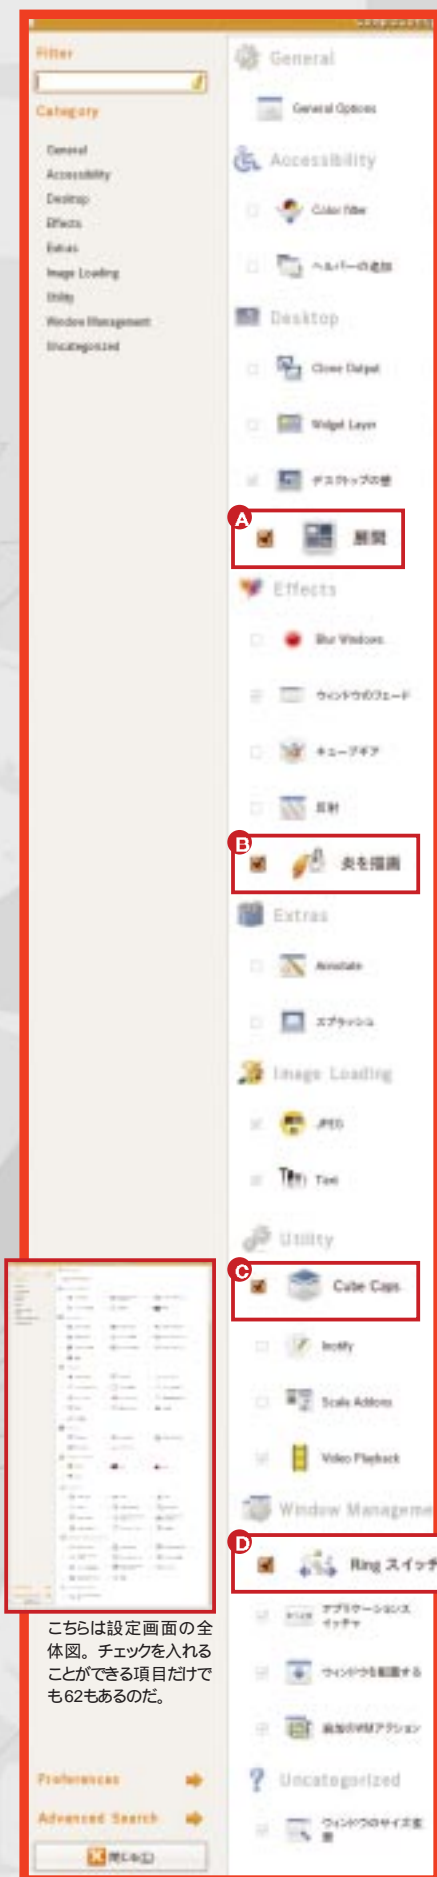 Filter
Category
General
Accessibility
Desktop
Effects
Extras
Image Loading
Utility
Window Management
Uncategorized
General
General Options
Accessibility
Color filter
ヘルパーの追加
Desktop
Clone Output
Widget Layer
デスクトップの壁
A
展開
Effects
Blur Windows
ウィンドウのフェード
キューブギア
反射
B
炎を描画
Extras
Annotate
スプラッシュ
Image Loading
JPEG
Text
Utility
C
Cube Caps
Inotify
Scale Addons
Video Playback
Window Manageme
D
Ring スイッチ
アプリケーションス
イッチャ
ウィンドウを配置する
追加のWMアクション
Uncategorized
ウィンドウのサイズ変
更
こちらは設定画面の全
体図。チェックを入れる
ことができる項目だけで
も62もあるのだ。
Preferences
Advanced Search
閉じる(C)